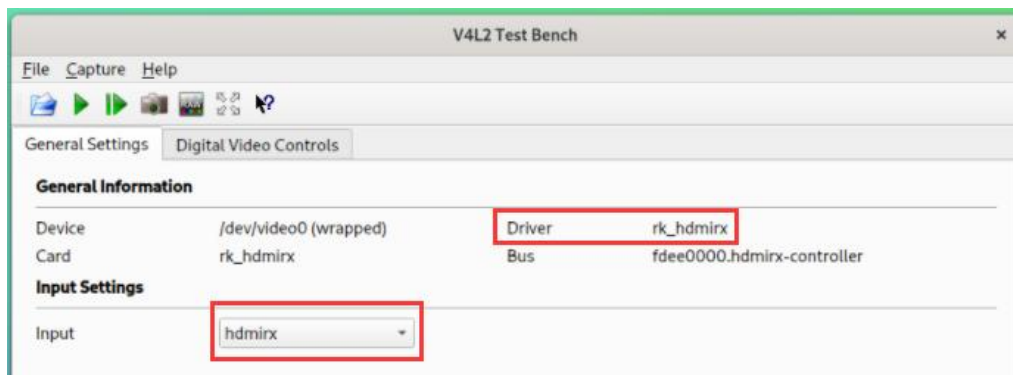 V4L2 Test Bench
File Capture Help
General Settings Digital Video Controls
General Information
Device /dev/video0 (wrapped) Driver rk_hdmirx
Card rk_hdmirx Bus fdee0000.hdmirx-controller
Input Settings
Input hdmirx